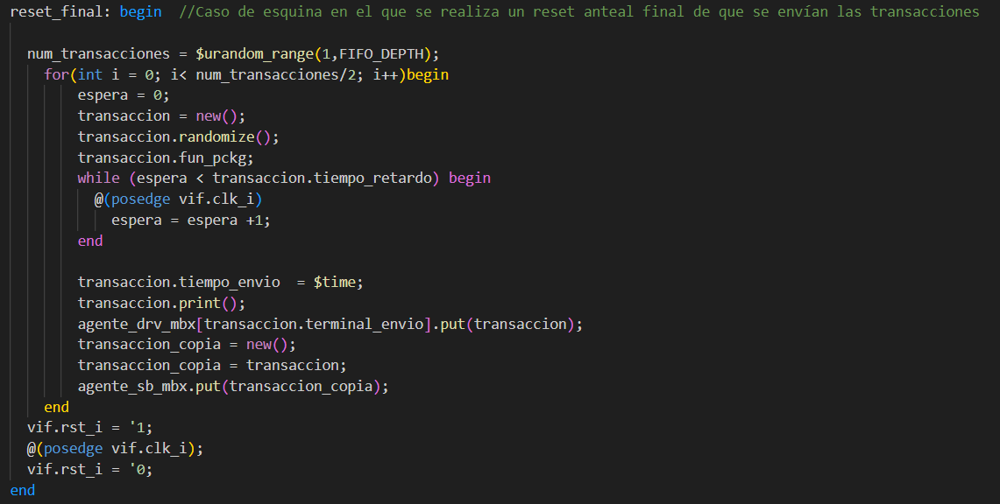 reset_final: begin  //Caso de esquina en el que se realiza un reset anteal final de que se envían las transacciones
num_transacciones = $urandom_range(1,FIFO_DEPTH);
for(int i = 0; i< num_transacciones/2; i++)begin
espera = 0;
transaccion = new();
transaccion.randomize();
transaccion.fun_pckg;
while (espera < transaccion.tiempo_retardo) begin
@(posedge vif.clk_i)
espera = espera +1;
end
transaccion.tiempo_envio  = $time;
transaccion.print();
agente_drv_mbx[transaccion.terminal_envio].put(transaccion);
transaccion_copia = new();
transaccion_copia = transaccion;
agente_sb_mbx.put(transaccion_copia);
end
vif.rst_i = '1;
@(posedge vif.clk_i);
vif.rst_i = '0;
end